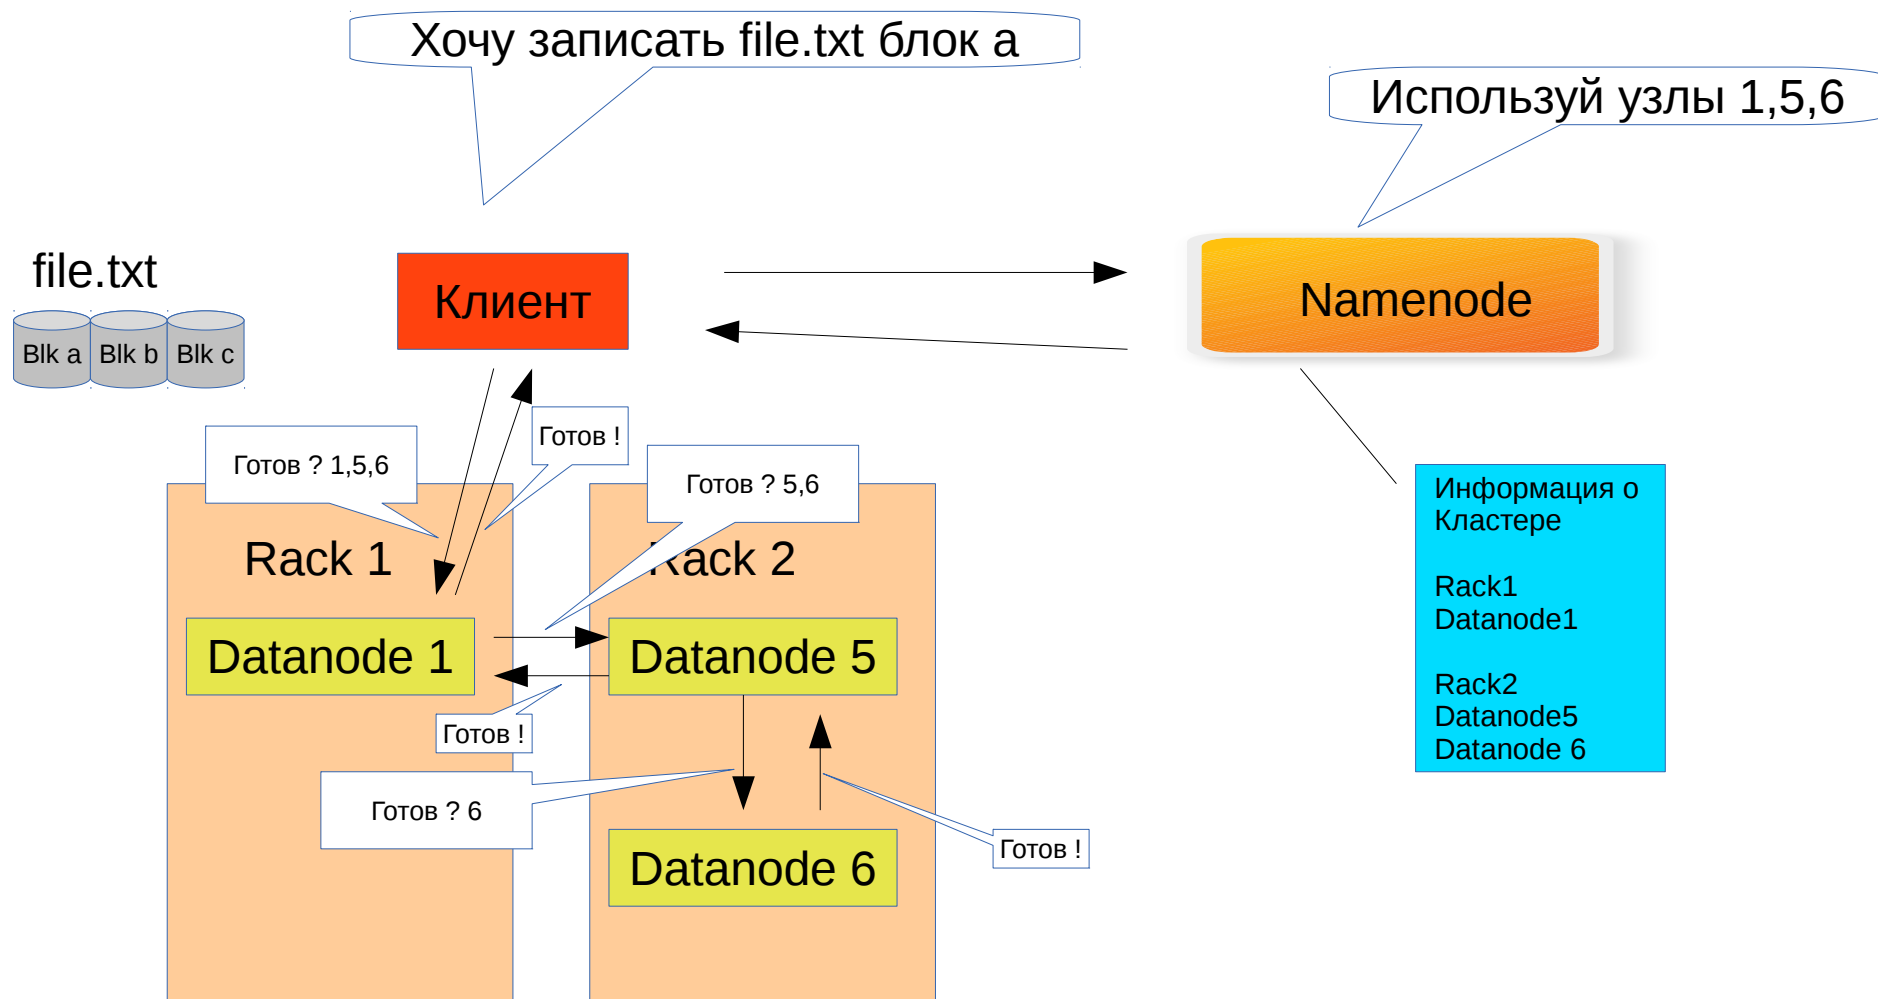 Хочу записать file.txt блок a
Используй узлы 1,5,6
file.txt
Клиент
Namenode
Blk a Blk b Blk c
Готов !
Готов ? 1,5,6
Готов ? 5,6
Информация о
Кластере
Rack 1
Rack 2
Rack1
Datanode1
Datanode 1
Datanode 5
Rack2
Datanode5
Datanode 6
Готов !
Готов ? 6
Готов !
Datanode 6